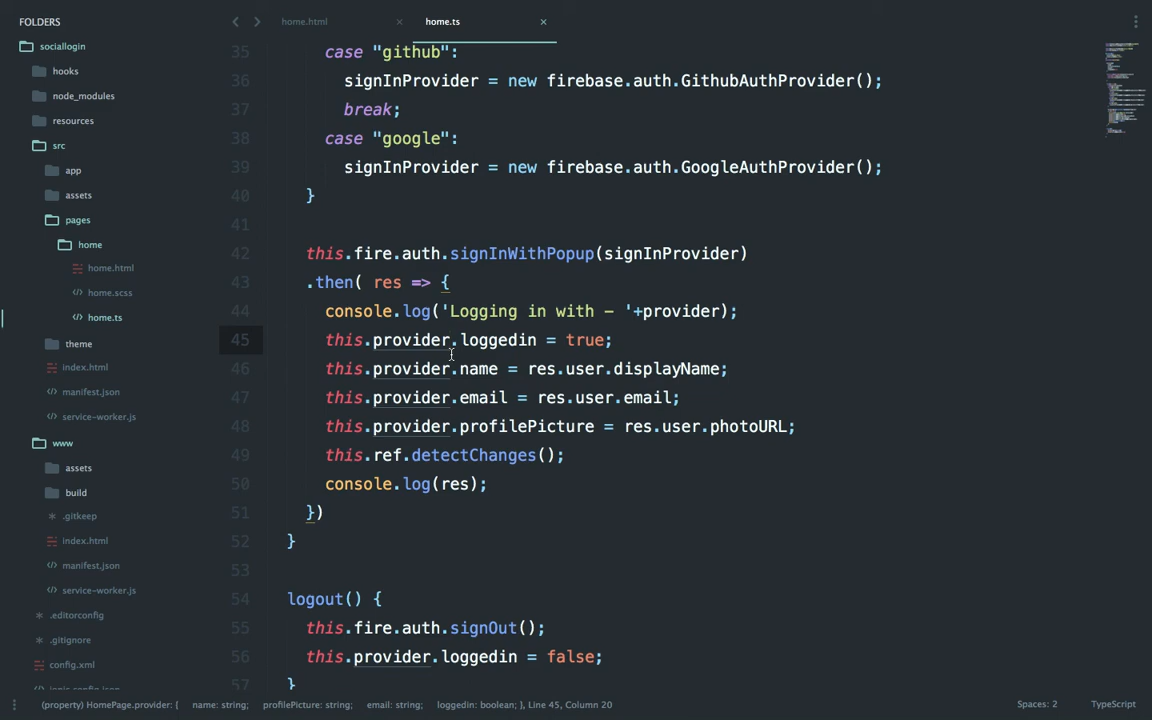 FOLDERS
sociallogin
hooks
node_modules
resources
src
app
assets
pages
home
home.html
home.scss
home.ts
theme
index.html
manifest.json
service-worker.js
www
assets
build
.gitkeep
index.html
manifest.json
service-worker.js
.editorconfig
.gitignore
config.xml
ionic.config.json
home.html ×
home.ts ×
35 case "github":
36 signInProvider = new firebase.auth.GithubAuthProvider();
37 break;
38 case "google":
39 signInProvider = new firebase.auth.GoogleAuthProvider();
40 }
41
42 this.fire.auth.signInWithPopup(signInProvider)
43 .then( res => {
44 console.log('Logging in with - '+provider);
45 this.provider.loggedin = true;
46 this.provider.name = res.user.displayName;
47 this.provider.email = res.user.email;
48 this.provider.profilePicture = res.user.photoURL;
49 this.ref.detectChanges();
50 console.log(res);
51 })
52 }
53
54 logout() {
55 this.fire.auth.signOut();
56 this.provider.loggedin = false;
57 }
(property) HomePage.provider: { name: string; profilePicture: string; email: string; loggedin: boolean; }, Line 45, Column 20
Spaces: 2 TypeScript